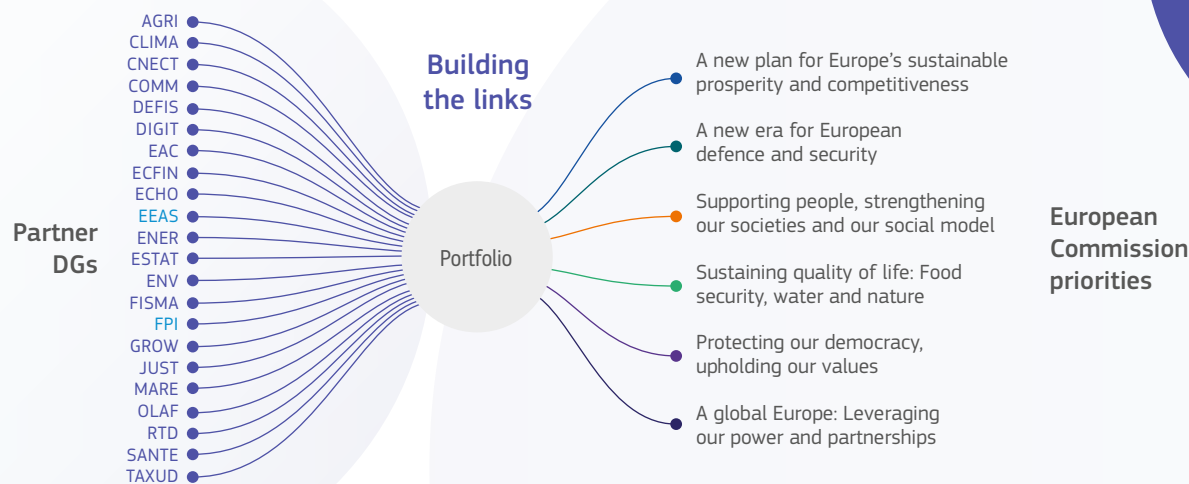 Partner
DGs
AGRI
CLIMA
CNECT
COMM
DEFIS
DIGIT
EAC
ECFIN
ECHO
EEAS
ENER
ESTAT
ENV
FISMA
FPI
GROW
JUST
MARE
OLAF
RTD
SANTE
TAXUD
Building
the links
Portfolio
A new plan for Europe’s sustainable
prosperity and competitiveness
A new era for European
defence and security
Supporting people, strengthening
our societies and our social model
Sustaining quality of life: Food
security, water and nature
Protecting our democracy,
upholding our values
A global Europe: Leveraging
our power and partnerships
European
Commission
priorities